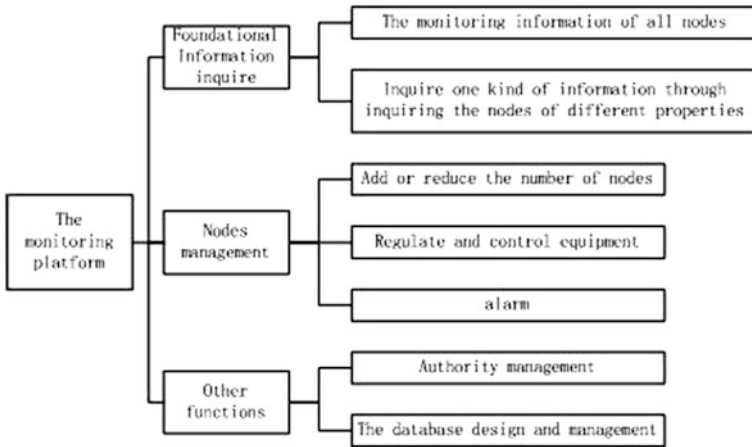 The
monitoring
platform
Foundational
Information
inquire
The monitoring information of all nodes
Inquire one kind of information through
inquiring the nodes of different properties
Nodes
management
Add or reduce the number of nodes
Regulate and control equipment
alarm
Other
functions
Authority management
The database design and management